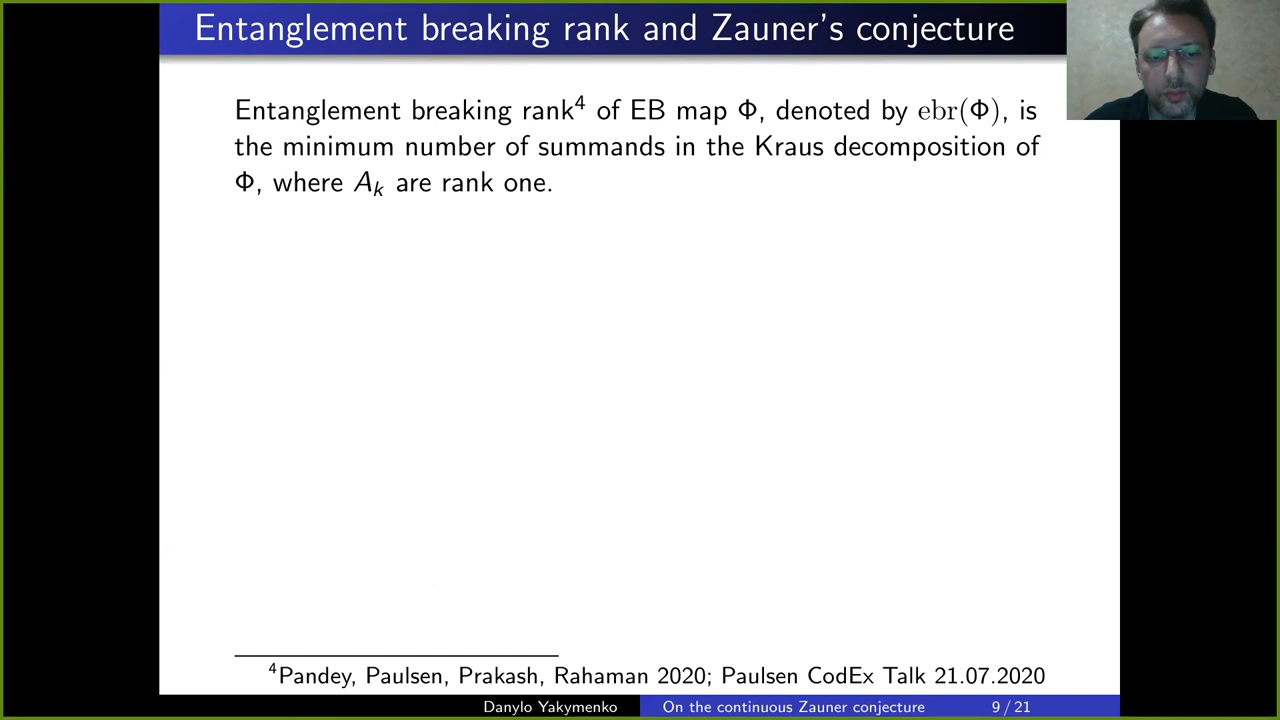 Entanglement breaking rank and Zauner's conjecture
Entanglement breaking rank⁴ of EB map Φ, denoted by ebr(Φ), is
the minimum number of summands in the Kraus decomposition of
Φ, where Aₖ are rank one.
⁴Pandey, Paulsen, Prakash, Rahaman 2020; Paulsen CodEx Talk 21.07.2020
Danylo Yakymenko On the continuous Zauner conjecture 9 / 21